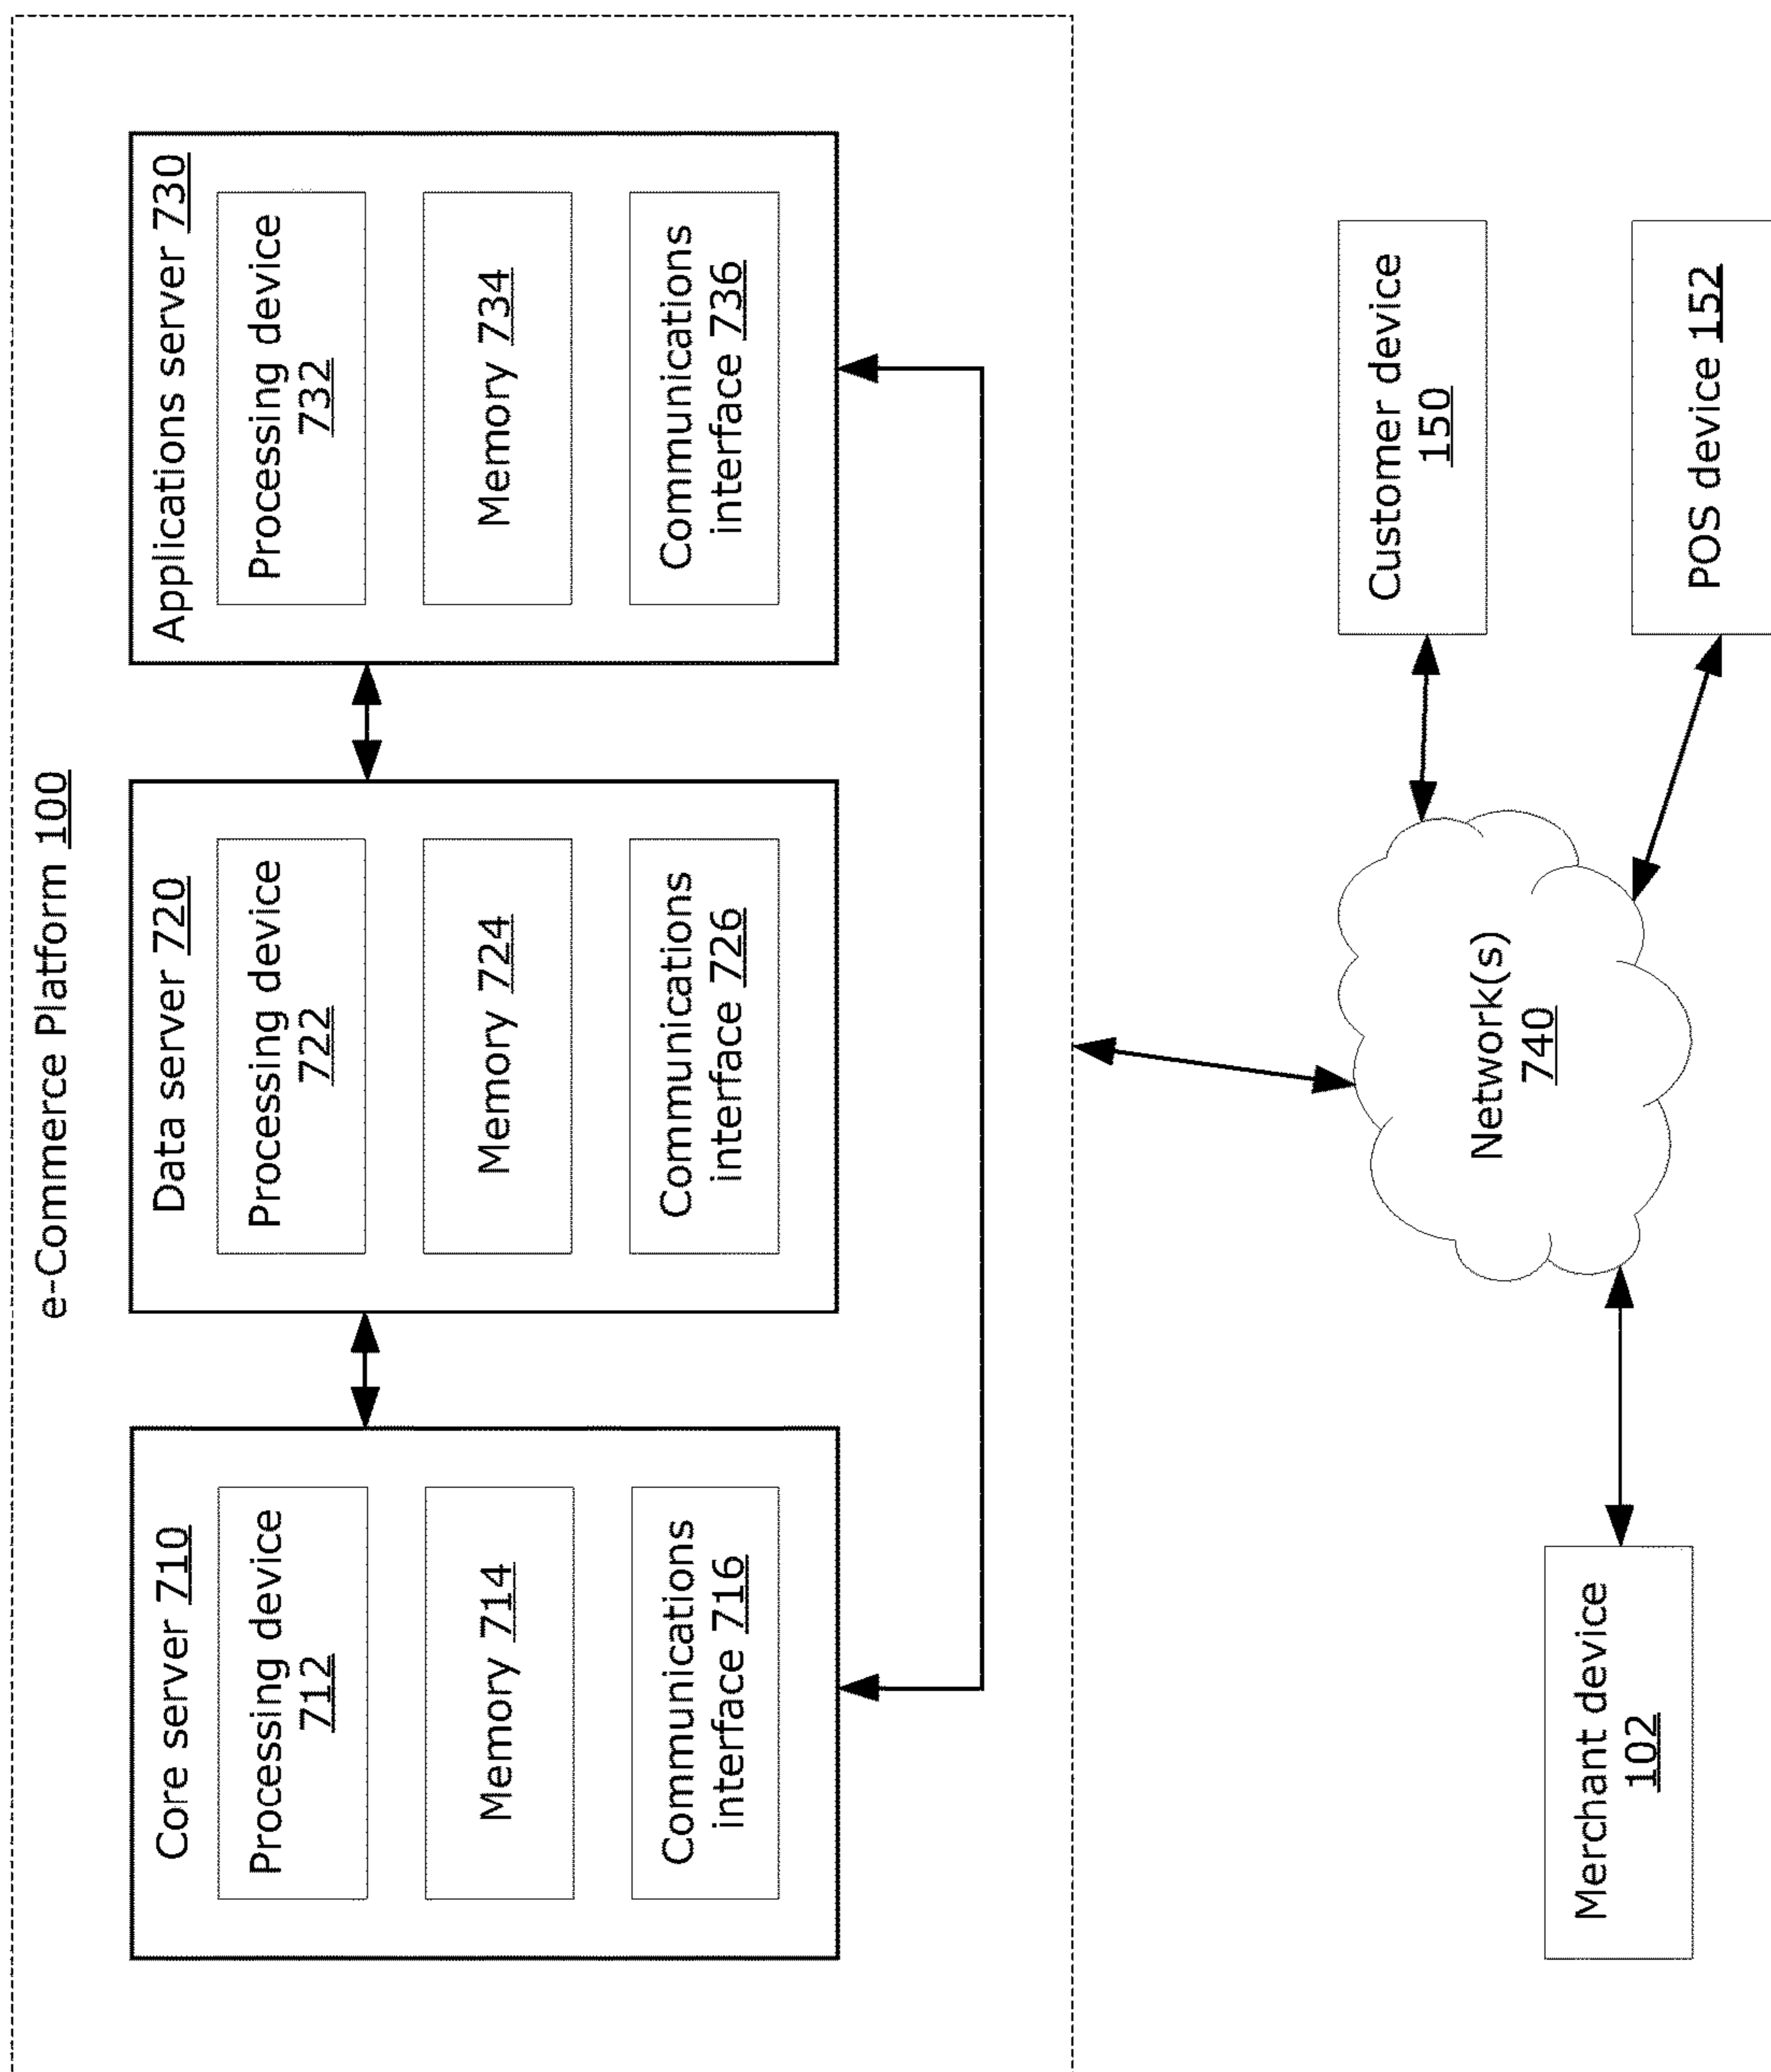 e-Commerce Platform 100
Core server 710
Processing device
712
Memory 714
Communications
interface 716
Data server 720
Processing device
722
Memory 724
Communications
interface 726
Applications server 730
Processing device
732
Memory 734
Communications
interface 736
Network(s)
740
Merchant device
102
Customer device
150
POS device 152